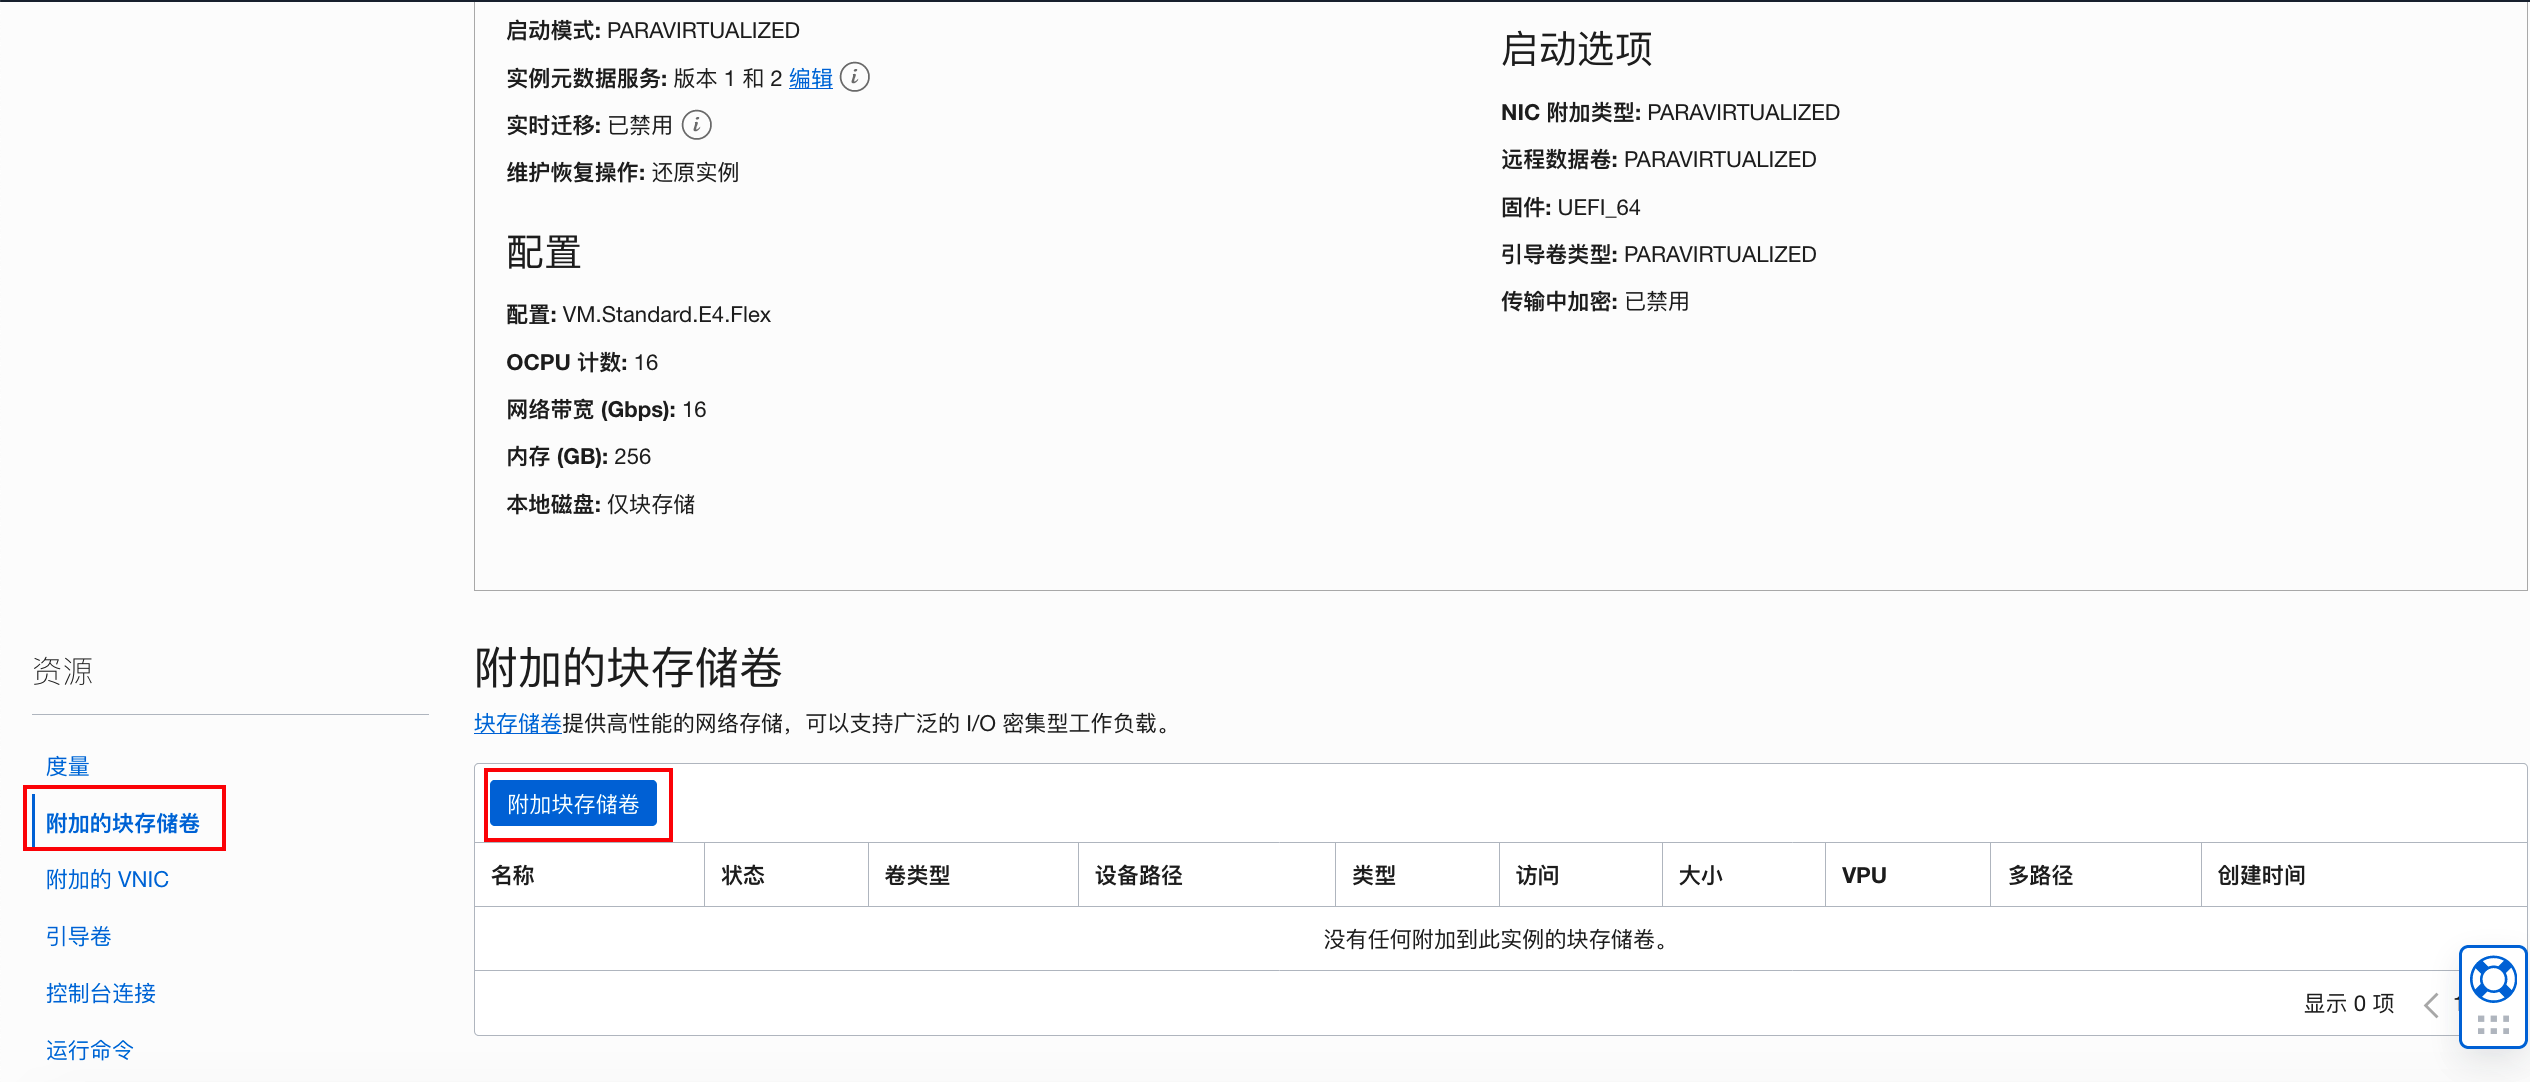 启动模式: PARAVIRTUALIZED
实例元数据服务: 版本 1 和 2 编辑
实时迁移: 已禁用
维护恢复操作: 还原实例
配置
配置: VM.Standard.E4.Flex
OCPU 计数: 16
网络带宽 (Gbps): 16
内存 (GB): 256
本地磁盘: 仅块存储
启动选项
NIC 附加类型: PARAVIRTUALIZED
远程数据卷: PARAVIRTUALIZED
固件: UEFI_64
引导卷类型: PARAVIRTUALIZED
传输中加密: 已禁用
资源
度量
附加的块存储卷
附加的 VNIC
引导卷
控制台连接
运行命令
附加的块存储卷
块存储卷提供高性能的网络存储，可以支持广泛的 I/O 密集型工作负载。
附加块存储卷
名称 状态 卷类型 设备路径 类型 访问 大小 VPU 多路径 创建时间
没有任何附加到此实例的块存储卷。
显示 0 项